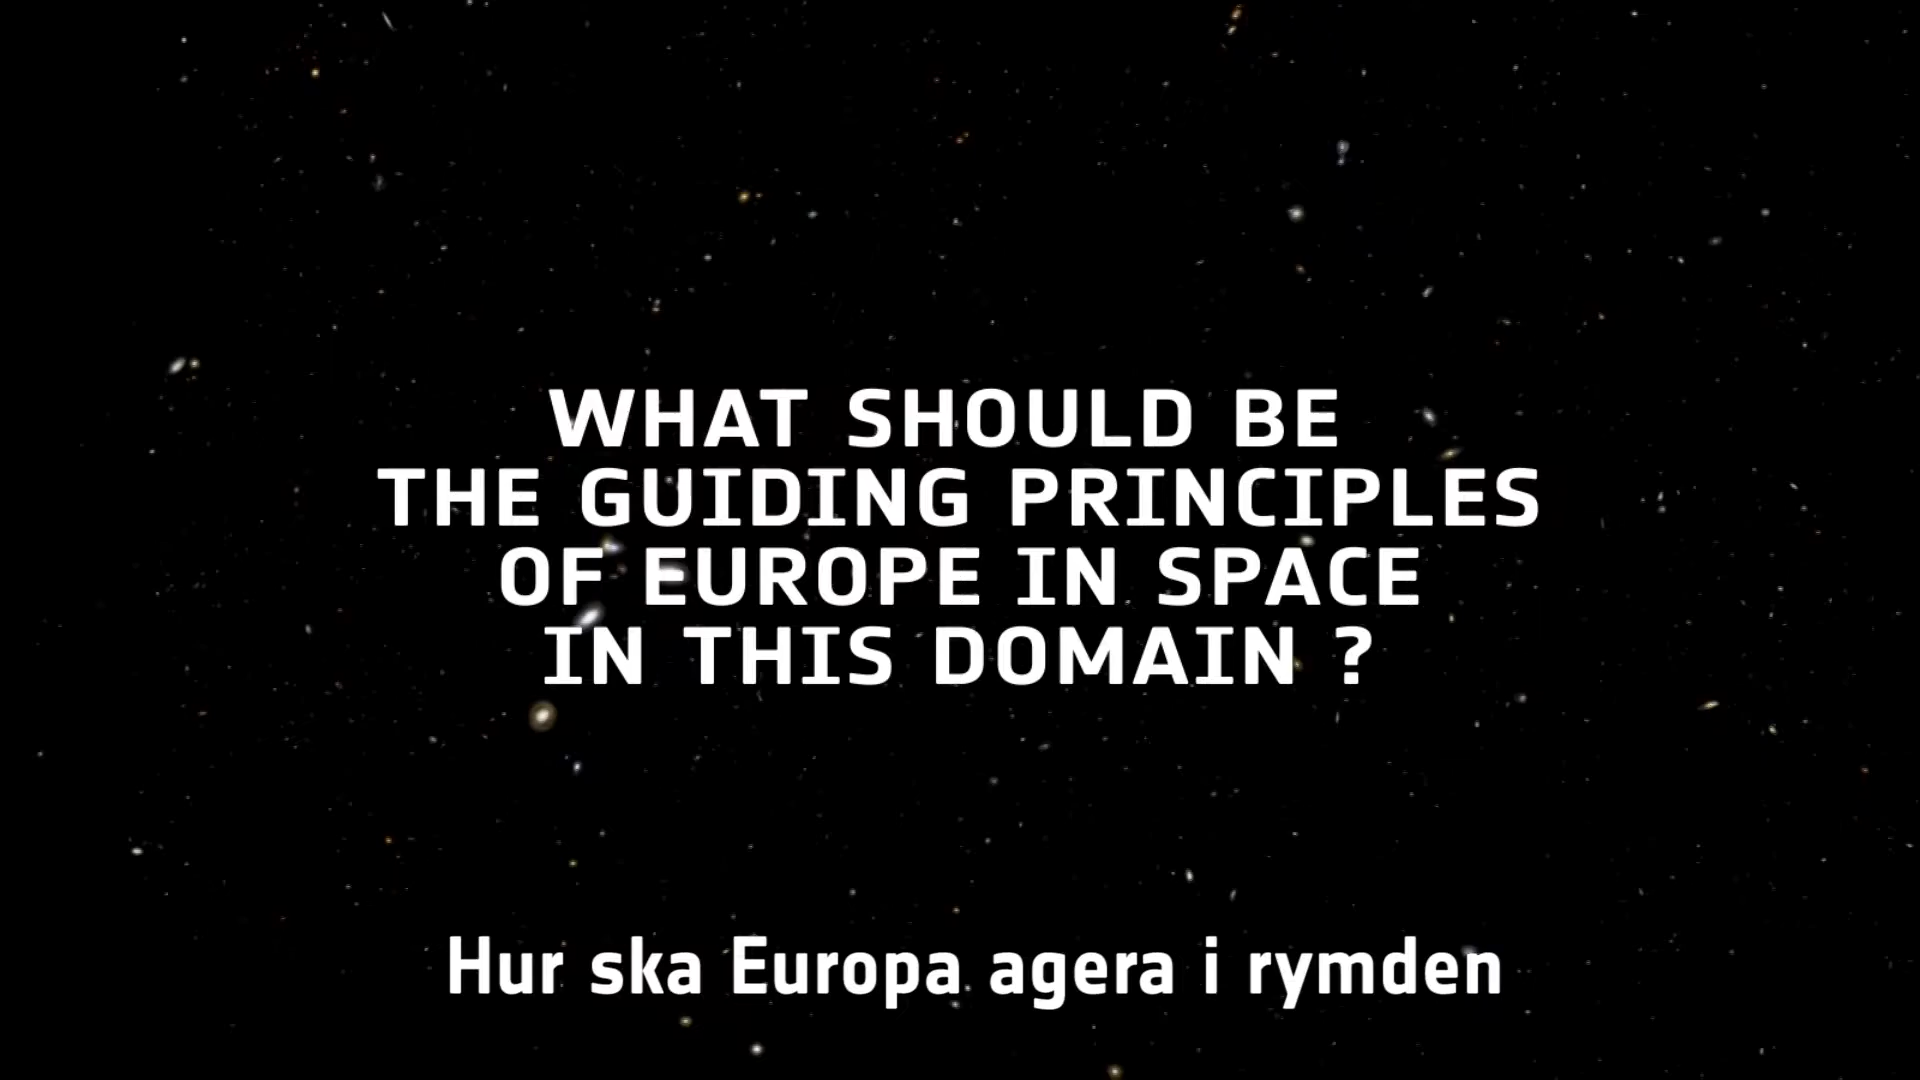 WHAT SHOULD BE
THE GUIDING PRINCIPLES
OF EUROPE IN SPACE
IN THIS DOMAIN ?
Hur ska Europa agera i rymden